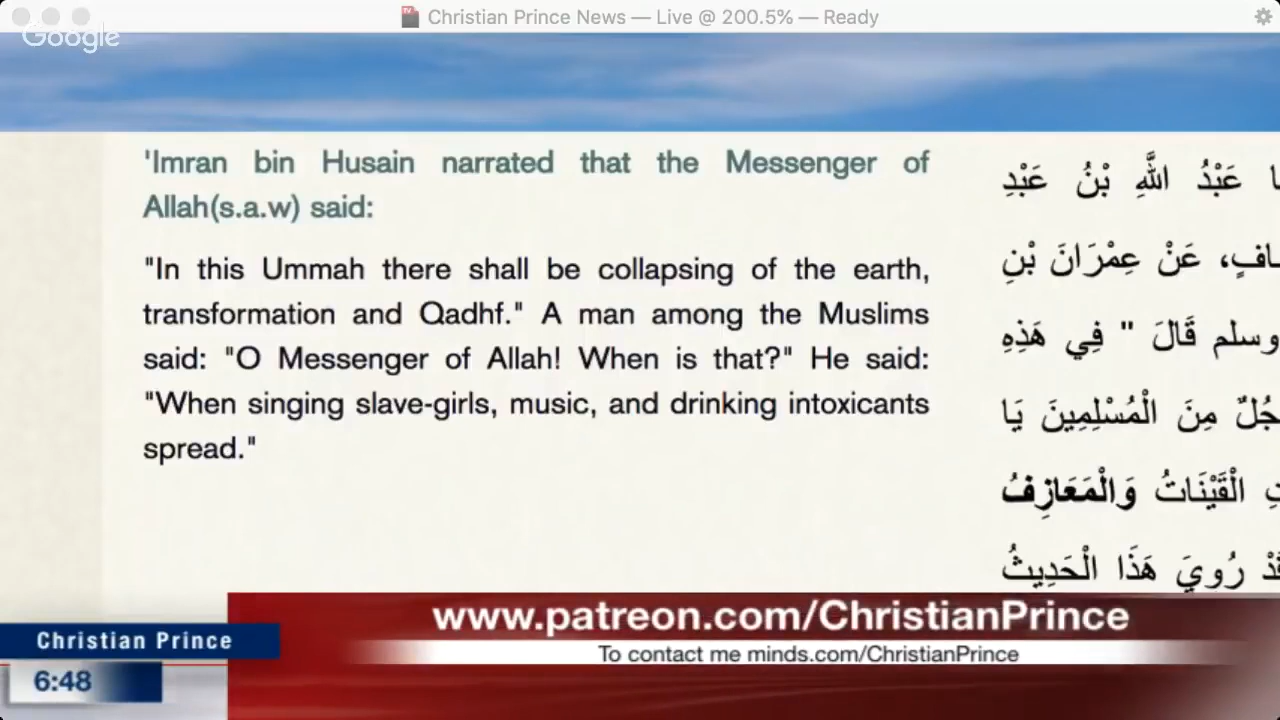 Christian Prince News — Live @ 200.5% — Ready
Google
'Imran bin Husain narrated that the Messenger of
Allah(s.a.w) said:
"In this Ummah there shall be collapsing of the earth,
transformation and Qadhf." A man among the Muslims
said: "O Messenger of Allah! When is that?" He said:
"When singing slave-girls, music, and drinking intoxicants
spread."
عَبْدُ اللَّهِ بْنُ عَبْدِ
عَنْ عِمْرَانَ بْنِ
وسلم قَالَ " فِي هَذِهِ
مِنَ الْمُسْلِمِينَ يَا
الْقَيْنَاتُ وَالْمَعَازِفُ
رُوِيَ هَذَا الْحَدِيثُ
www.patreon.com/ChristianPrince
To contact me minds.com/ChristianPrince
Christian Prince
6:48